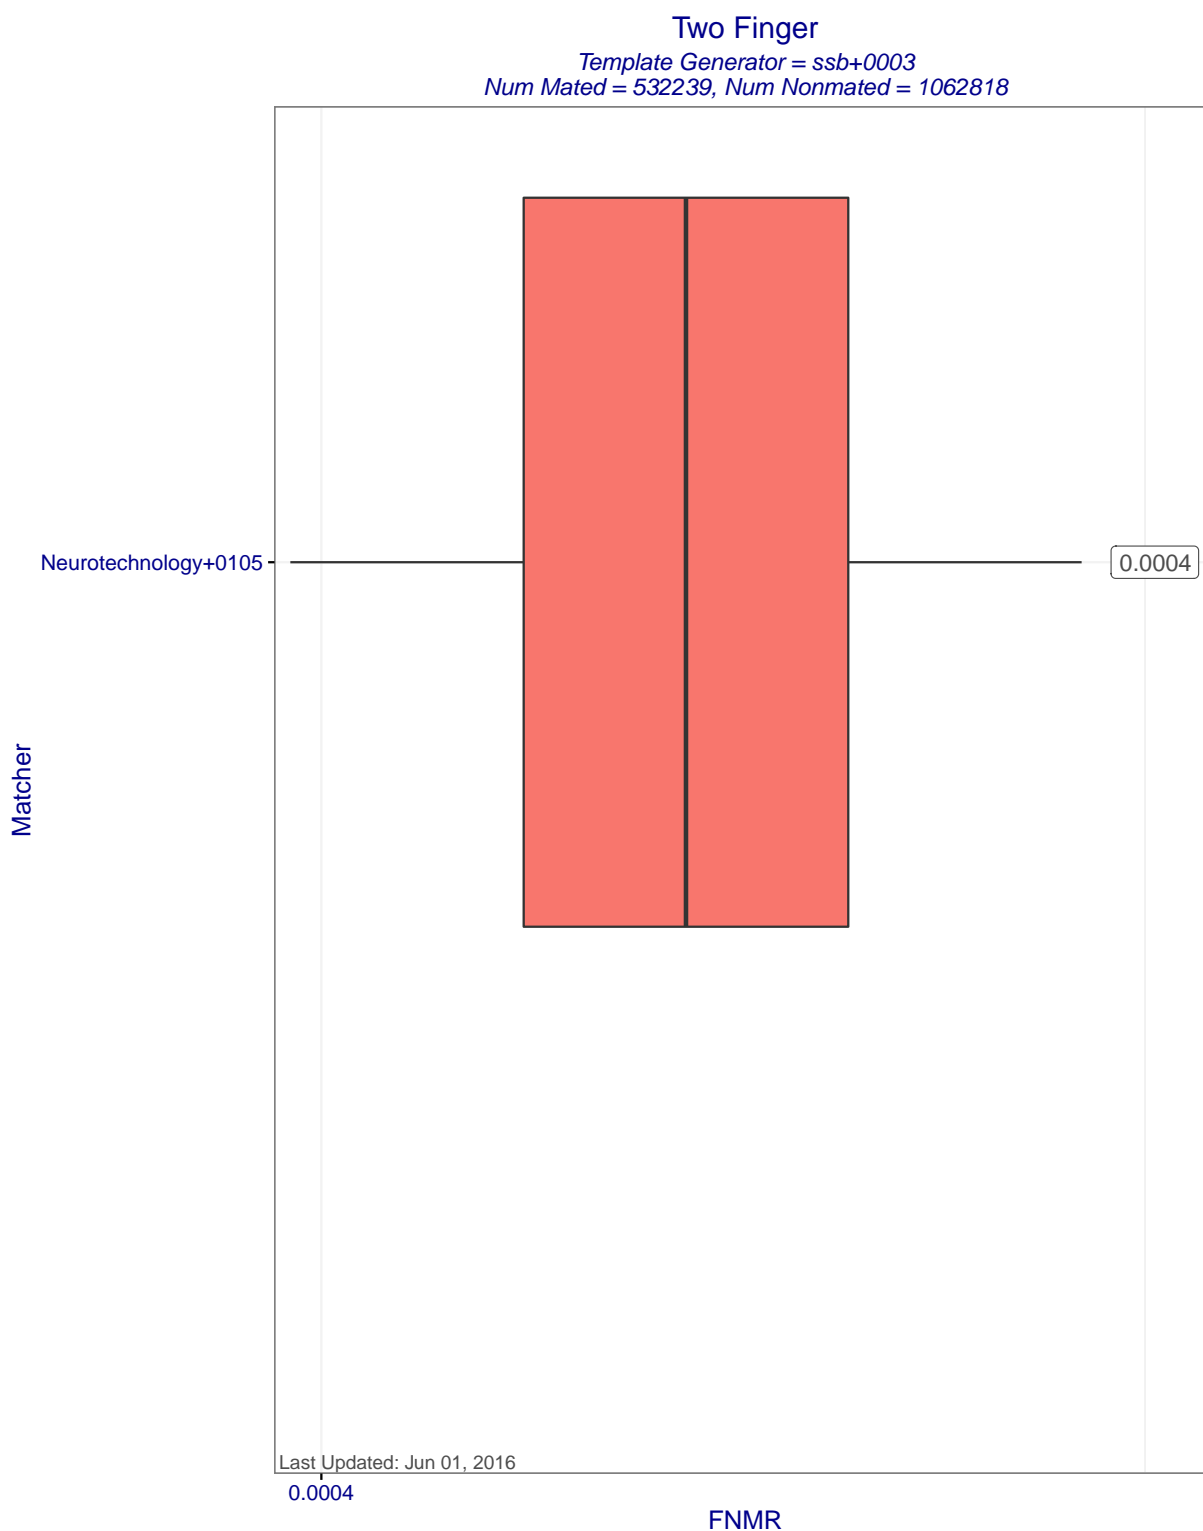 Two Finger
Template Generator = ssb+0003
Num Mated = 532239, Num Nonmated = 1062818
Neurotechnology+0105
0.0004
Matcher
Last Updated: Jun 01, 2016
0.0004
FNMR